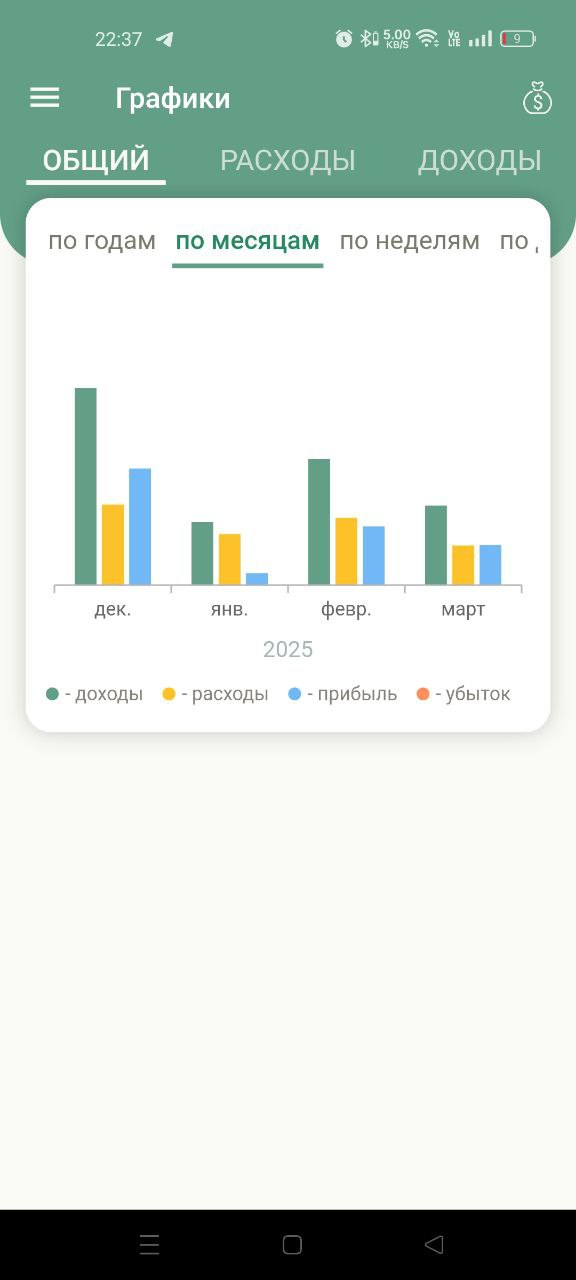 22:37 5.00 KB/S Vo LTE 9
Графики
ОБЩИЙ РАСХОДЫ ДОХОДЫ
по годам по месяцам по неделям по
дек. янв. февр. март
2025
- доходы - расходы - прибыль - убыток